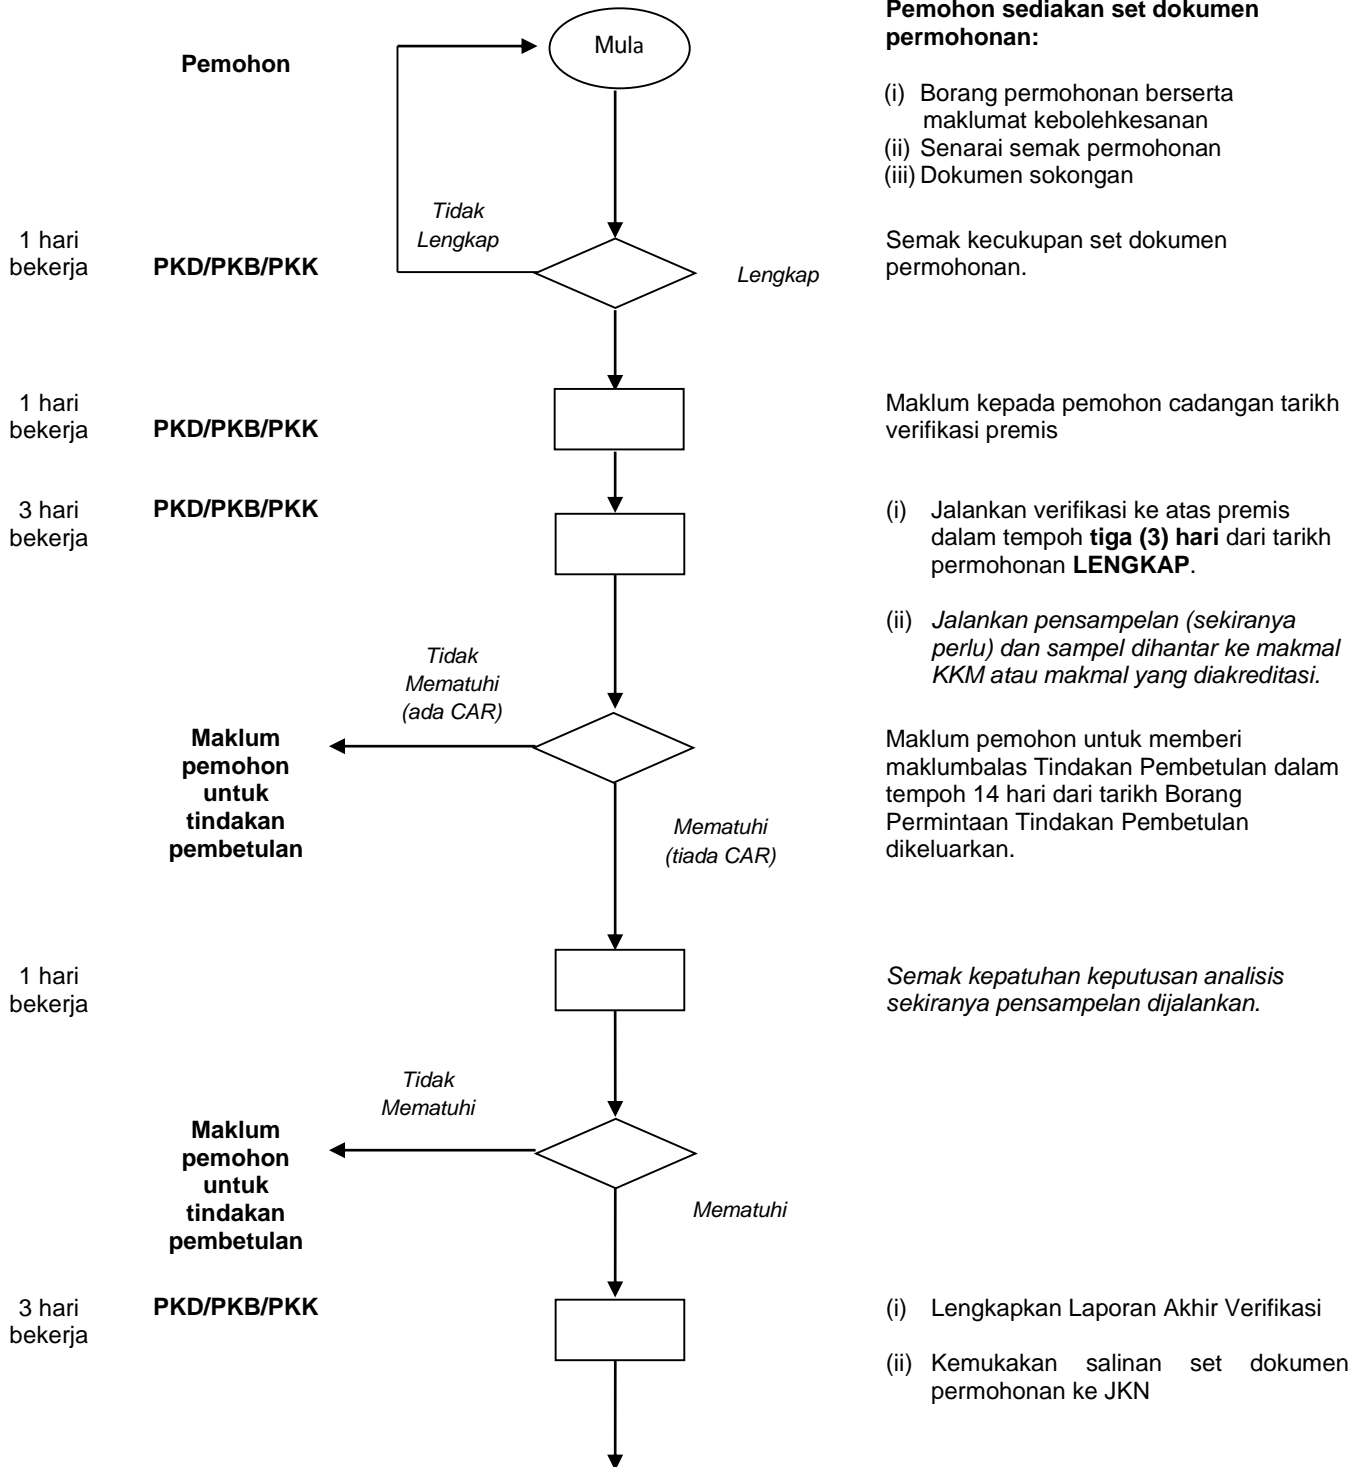 Pemohon sediakan set dokumen
permohonan:
Mula
Pemohon
(i) Borang permohonan berserta
maklumat kebolehkesanan
(ii) Senarai semak permohonan
(iii) Dokumen sokongan
Tidak
Lengkap
1 hari
bekerja
PKD/PKB/PKK
Lengkap
Semak kecukupan set dokumen
permohonan.
1 hari
bekerja
PKD/PKB/PKK
Maklum kepada pemohon cadangan tarikh
verifikasi premis
3 hari
bekerja
PKD/PKB/PKK
(i) Jalankan verifikasi ke atas premis
dalam tempoh tiga (3) hari dari tarikh
permohonan LENGKAP.
(ii) Jalankan pensampelan (sekiranya
perlu) dan sampel dihantar ke makmal
KKM atau makmal yang diakreditasi.
Tidak
Mematuhi
(ada CAR)
Maklum
pemohon
untuk
tindakan
pembetulan
Mematuhi
(tiada CAR)
Maklum pemohon untuk memberi
maklumbalas Tindakan Pembetulan dalam
tempoh 14 hari dari tarikh Borang
Permintaan Tindakan Pembetulan
dikeluarkan.
1 hari
bekerja
Semak kepatuhan keputusan analisis
sekiranya pensampelan dijalankan.
Tidak
Mematuhi
Maklum
pemohon
untuk
tindakan
pembetulan
Mematuhi
3 hari
bekerja
PKD/PKB/PKK
(i) Lengkapkan Laporan Akhir Verifikasi
(ii) Kemukakan salinan set dokumen
permohonan ke JKN